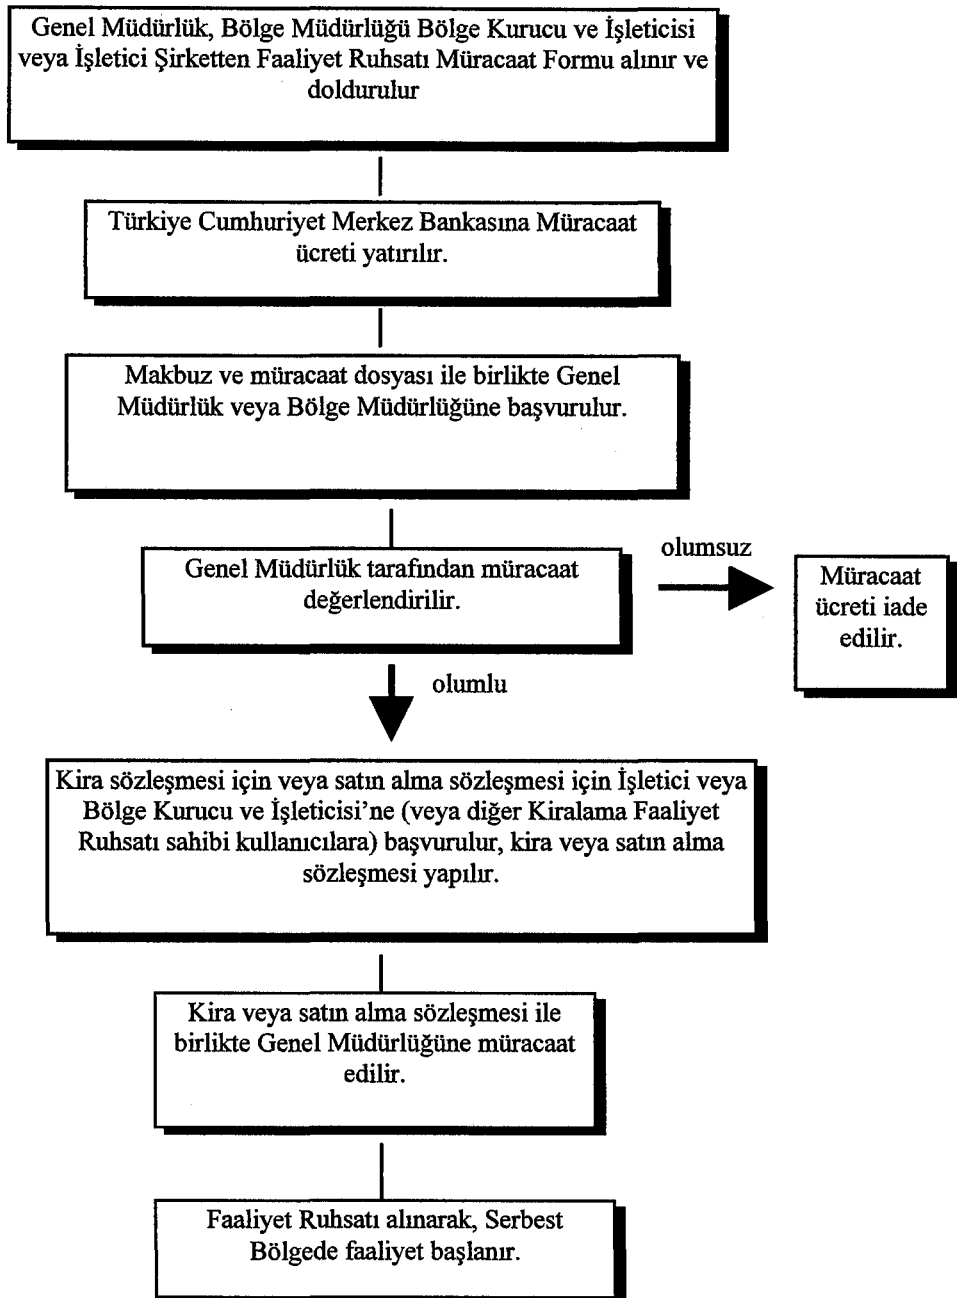 Genel Müdürlük, Bölge Müdürlüğü Bölge Kurucu ve İşleticisi
veya İşletici Şirketten Faaliyet Ruhsatı Müracaat Formu alınır ve
doldurulur
Türkiye Cumhuriyet Merkez Bankasına Müracaat
ücreti yatırılır.
Makbuz ve müracaat dosyası ile birlikte Genel
Müdürlük veya Bölge Müdürlüğüne başvurulur.
Genel Müdürlük tarafından müracaat
değerlendirilir.
olumsuz
Müracaat
ücreti iade
edilir.
olumlu
Kira sözleşmesi için veya satın alma sözleşmesi için İşletici veya
Bölge Kurucu ve İşleticisi’ne (veya diğer Kiralama Faaliyet
Ruhsatı sahibi kullanıcılara) başvurulur, kira veya satın alma
sözleşmesi yapılır.
Kira veya satın alma sözleşmesi ile
birlikte Genel Müdürlüğüne müracaat
edilir.
Faaliyet Ruhsatı alınarak, Serbest
Bölgede faaliyet başlanır.